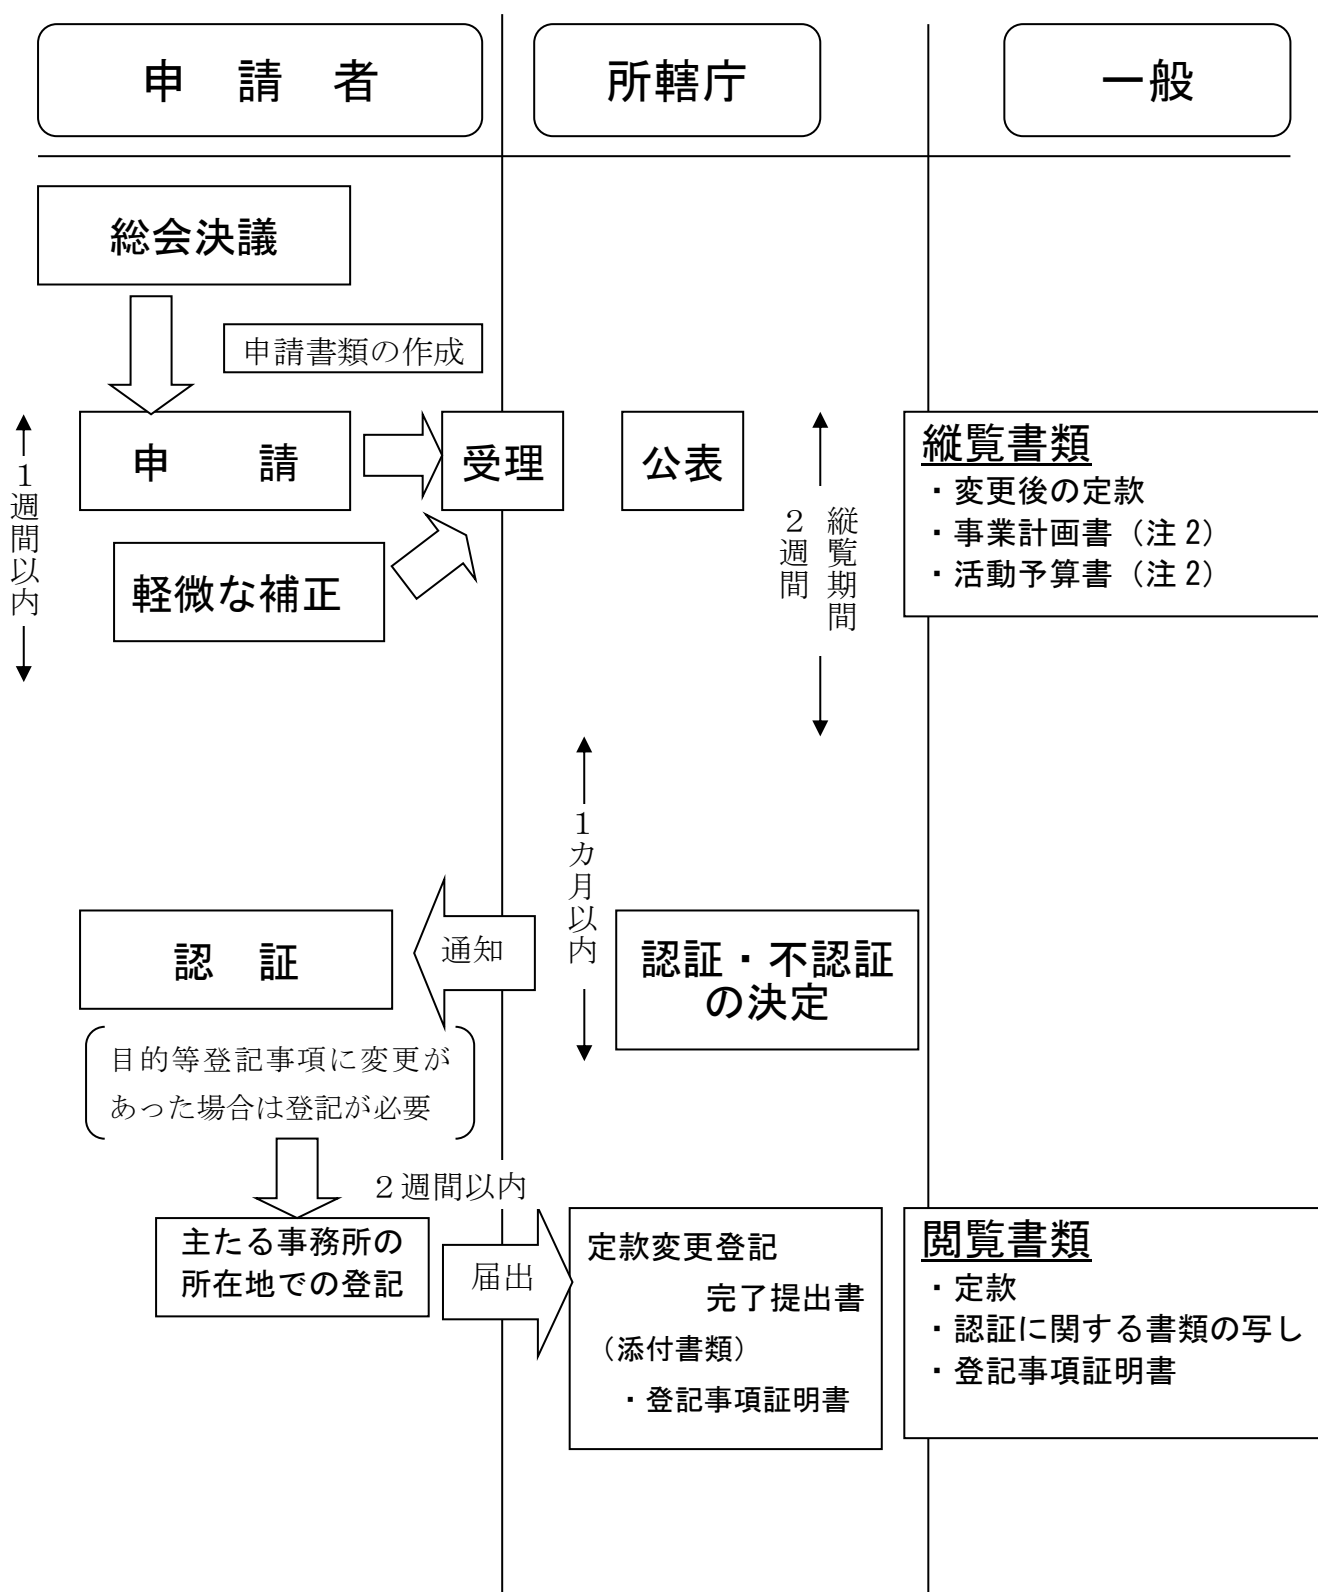 申　請　者
所轄庁
一般
総会決議
申請書類の作成
申　　請
受理
公表
軽微な補正
１週間以内
縦覧期間
２週間
縦覧書類
・変更後の定款
・事業計画書（注２）
・活動予算書（注２）
１カ月以内
認　証
通知
認証・不認証
の決定
目的等登記事項に変更が
あった場合は登記が必要
２週間以内
主たる事務所の
所在地での登記
届出
定款変更登記
完了提出書
（添付書類）
・登記事項証明書
閲覧書類
・定款
・認証に関する書類の写し
・登記事項証明書